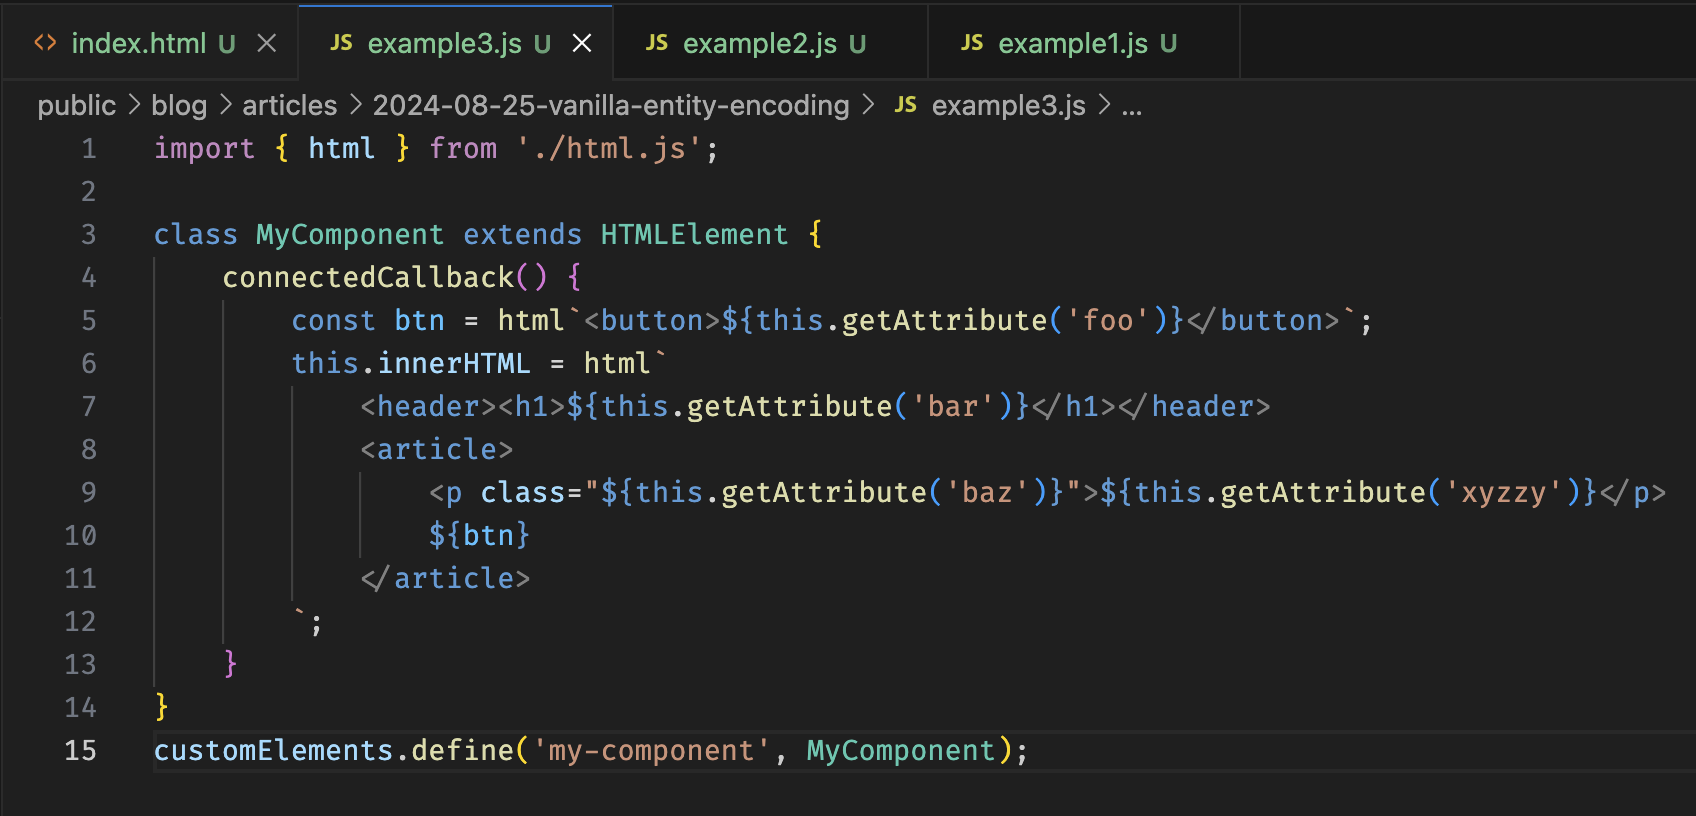 <> index.html U ×  JS example3.js U ×  JS example2.js U  JS example1.js U
public > blog > articles > 2024-08-25-vanilla-entity-encoding > JS example3.js > ...
1 import { html } from './html.js';
2
3 class MyComponent extends HTMLElement {
4     connectedCallback() {
5         const btn = html`<button>${this.getAttribute('foo')}</button>`;
6         this.innerHTML = html`
7             <header><h1>${this.getAttribute('bar')}</h1></header>
8             <article>
9                 <p class="${this.getAttribute('baz')}">${this.getAttribute('xyzzy')}</p>
10                 ${btn}
11             </article>
12         `;
13     }
14 }
15 customElements.define('my-component', MyComponent);